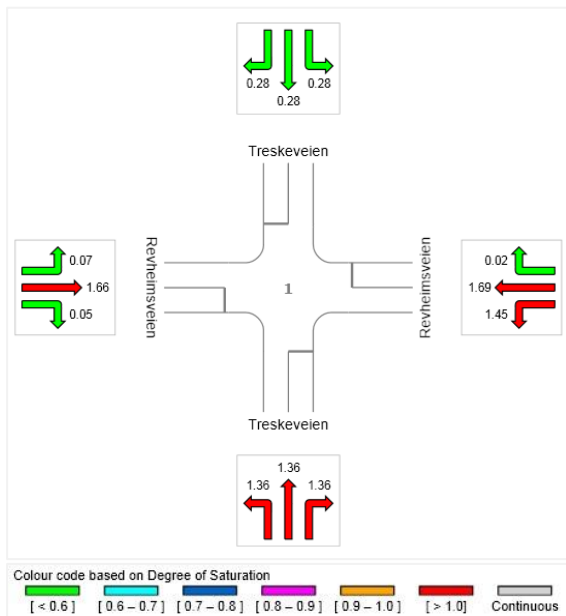 0.28
0.28
0.28
Treskeveien
Revheimsveien
0.07
1.66
0.05
1
Revheimsveien
0.02
1.69
1.45
Treskeveien
1.36
1.36
1.36
Colour code based on Degree of Saturation
[ < 0.6 ] [ 0.6 – 0.7 ] [ 0.7 – 0.8 ] [ 0.8 – 0.9 ] [ 0.9 – 1.0 ] [ > 1.0 ] Continuous